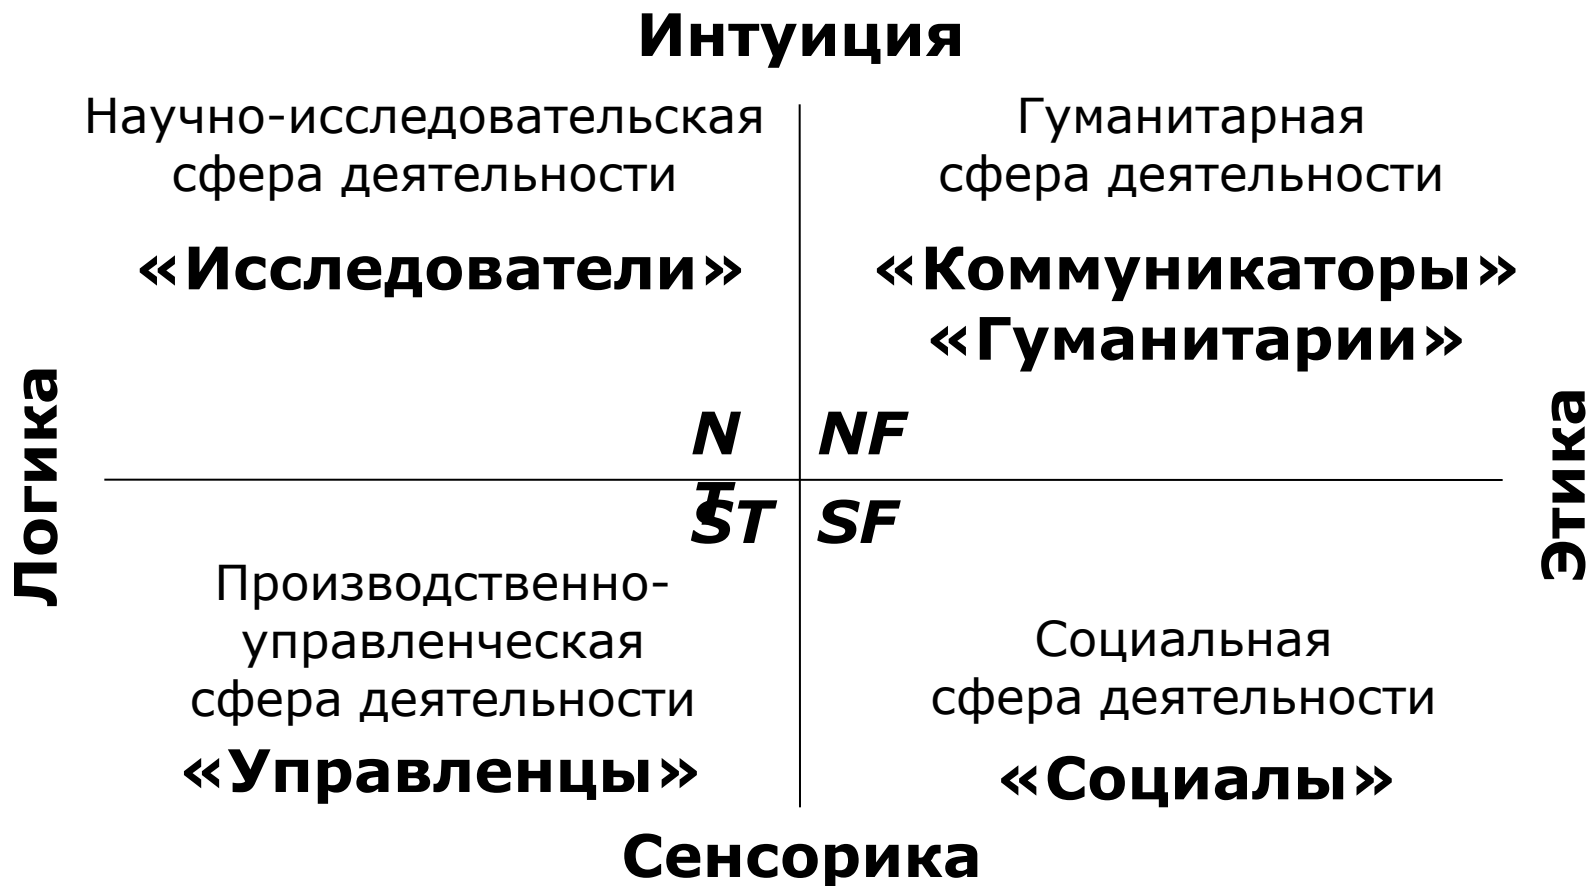 Интуиция
Научно-исследовательская
сфера деятельности
«Исследователи»
Гуманитарная
сфера деятельности
«Коммуникаторы»
«Гуманитарии»
Логика
Этика
N
T
NF
ST
SF
Производственно-
управленческая
сфера деятельности
«Управленцы»
Социальная
сфера деятельности
«Социалы»
Сенсорика